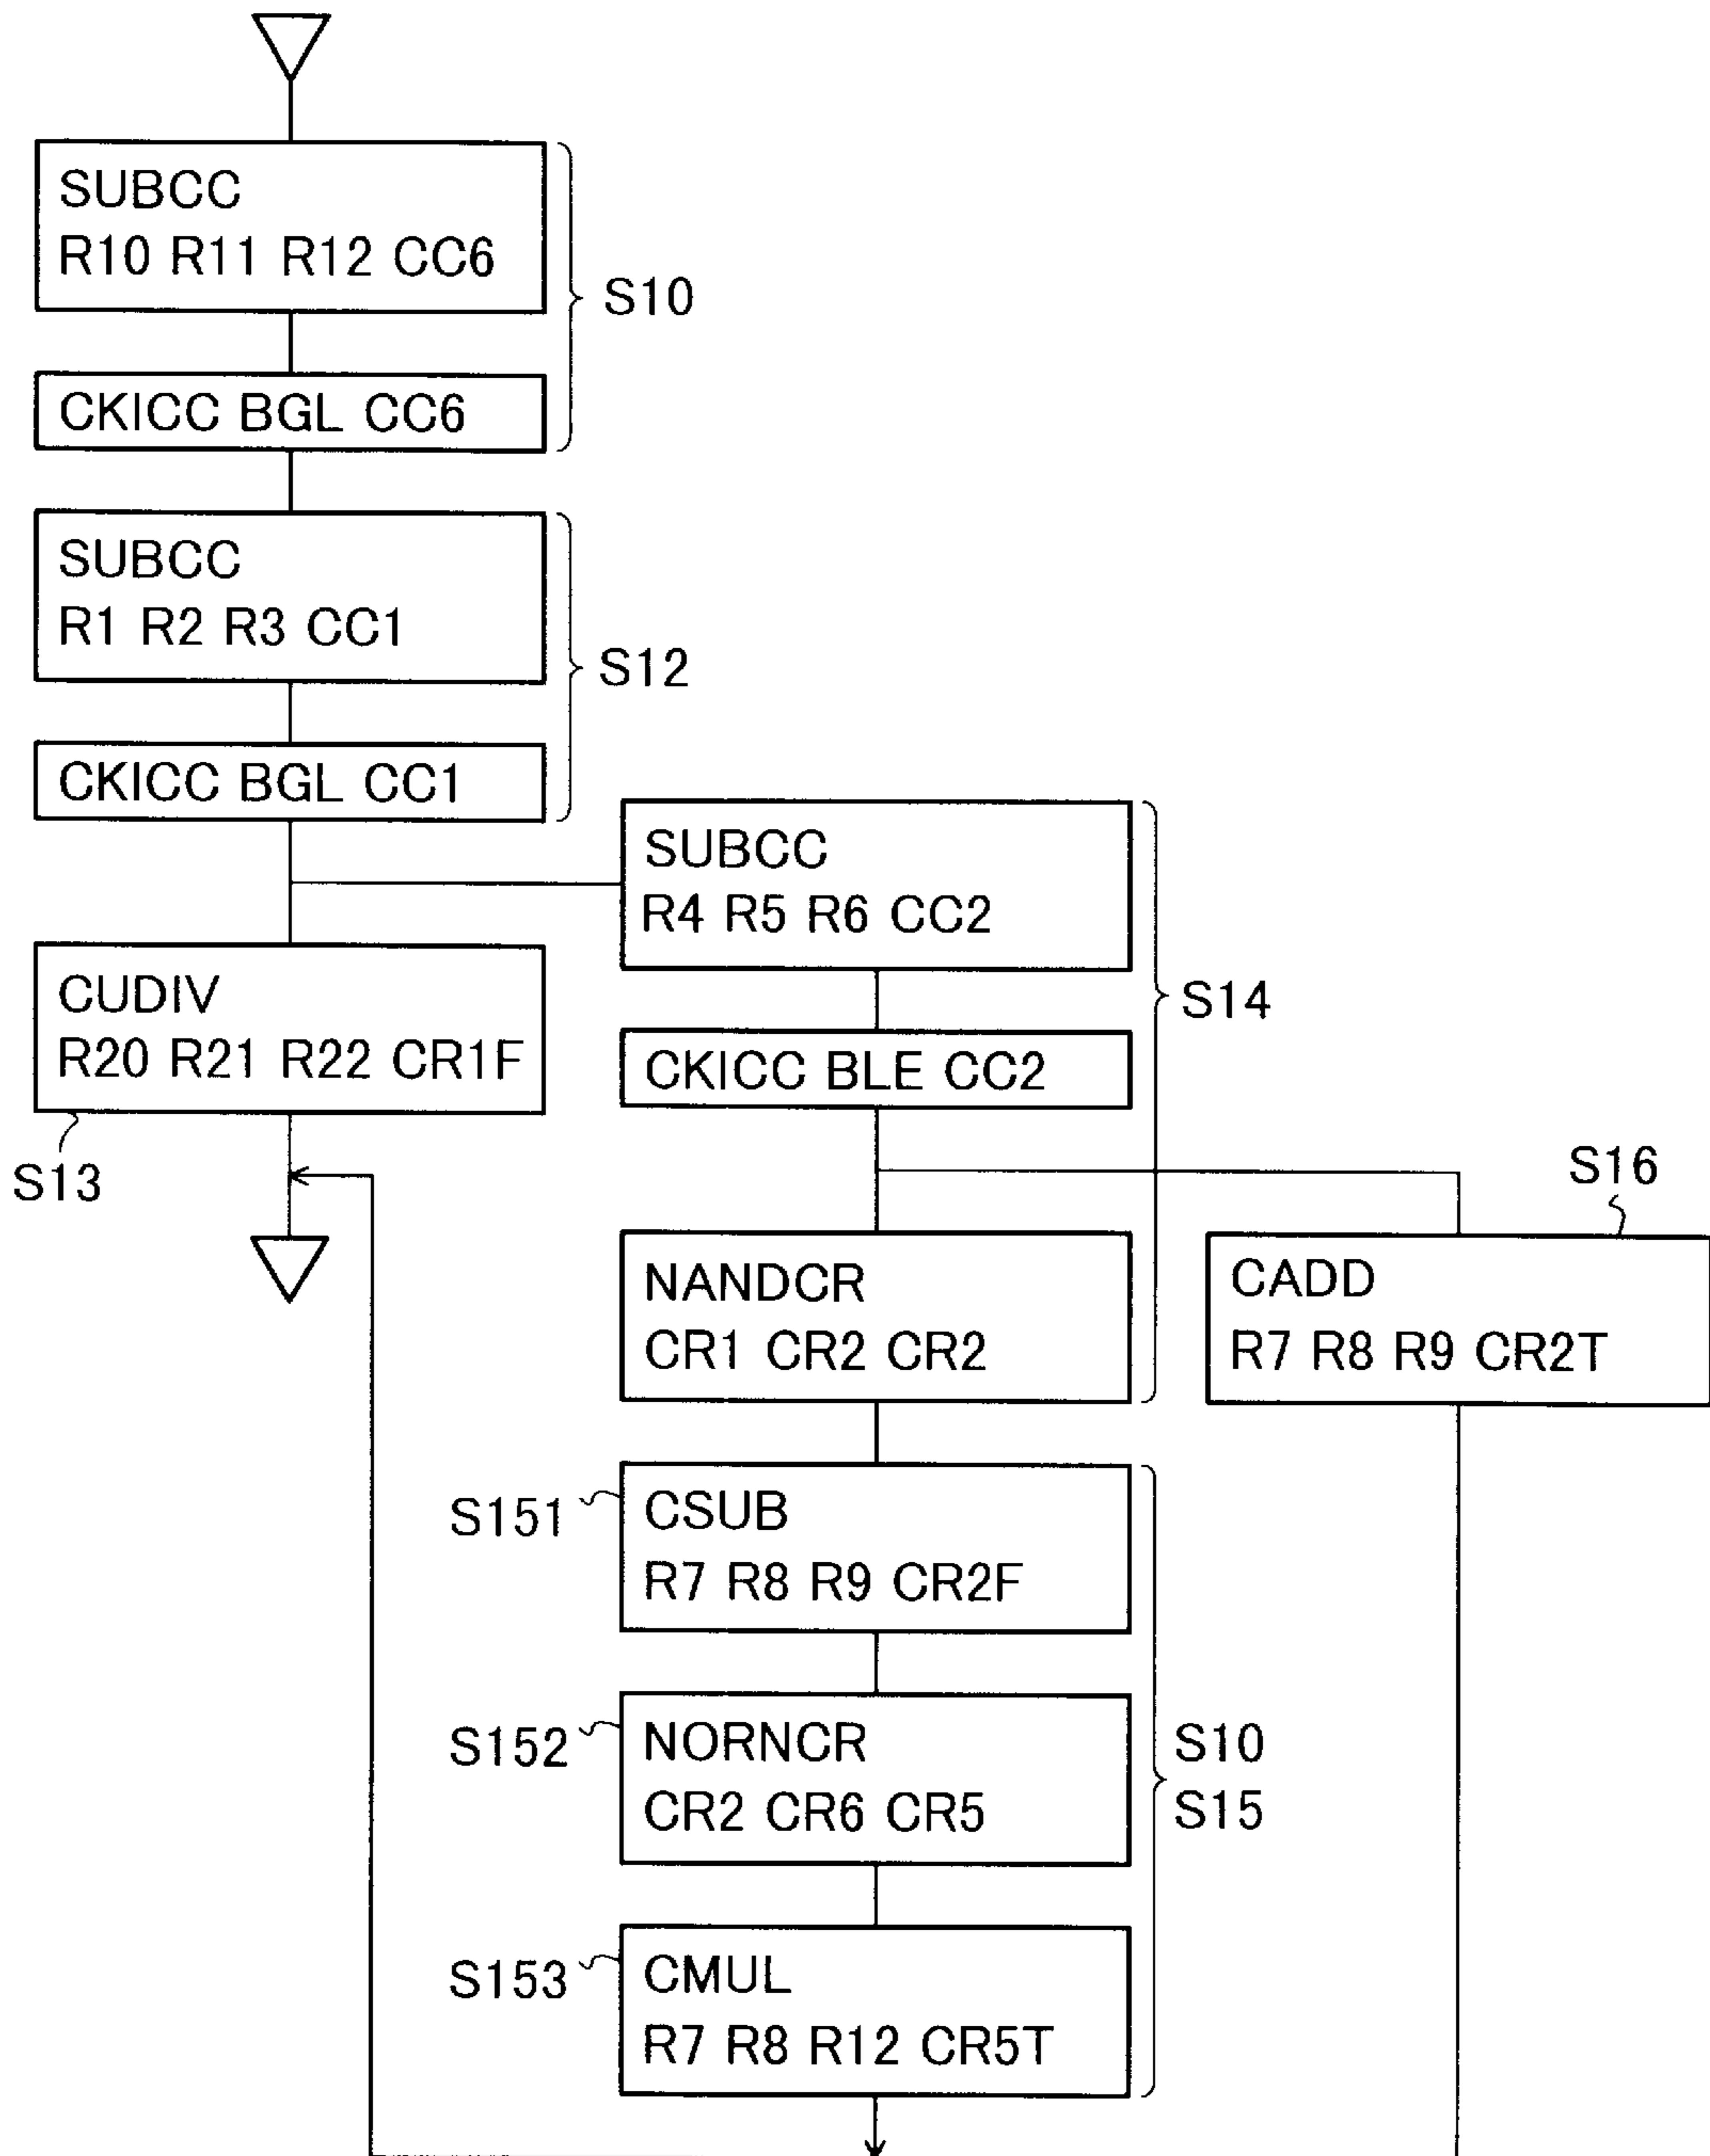 SUBCC
R10 R11 R12 CC6
S10
CKICC BGL CC6
SUBCC
R1 R2 R3 CC1
S12
CKICC BGL CC1
SUBCC
R4 R5 R6 CC2
S14
CKICC BLE CC2
CUDIV
R20 R21 R22 CR1F
S13
NANDCR
CR1 CR2 CR2
S16
CADD
R7 R8 R9 CR2T
S151
CSUB
R7 R8 R9 CR2F
S152
NORNCR
CR2 CR6 CR5
S10
S15
S153
CMUL
R7 R8 R12 CR5T